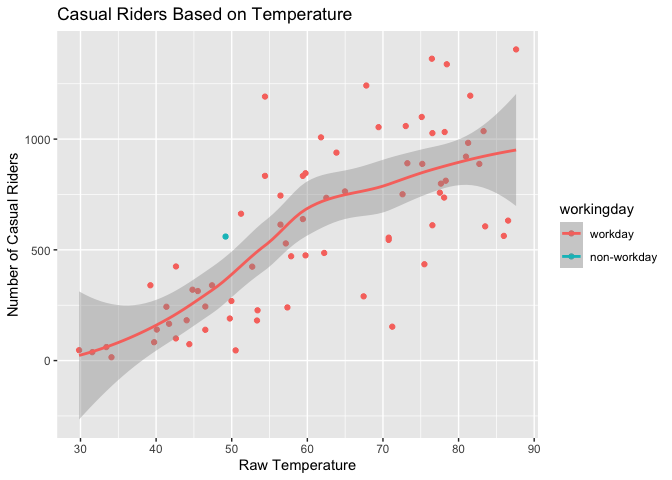 Casual Riders Based on Temperature
Number of Casual Riders
1000
500
0
30 40 50 60 70 80 90
Raw Temperature
workingday
workday
non-workday